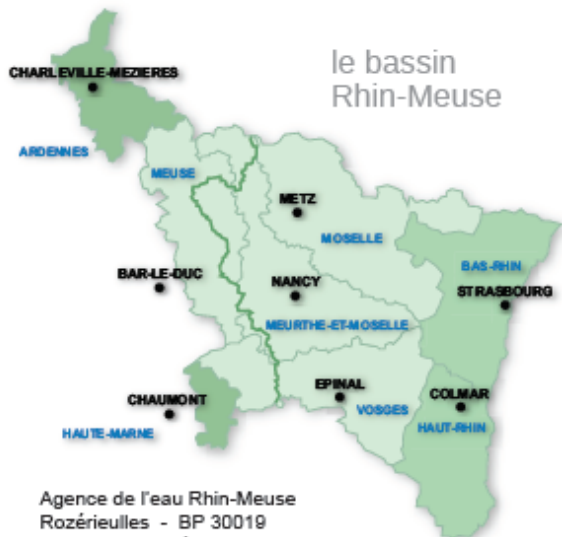 le bassin
Rhin-Meuse
CHARLEVILLE-MEZIERES
ARDENNES
MEUSE
METZ
MOSELLE
BAS-RHIN
BAR-LE-DUC
NANCY
STRASBOURG
MEURTHE-ET-MOSELLE
EPINAL
CHAUMONT
VOSGES
COLMAR
HAUTE-MARNE
HAUT-RHIN
Agence de l'eau Rhin-Meuse
Rozérieulles - BP 30019